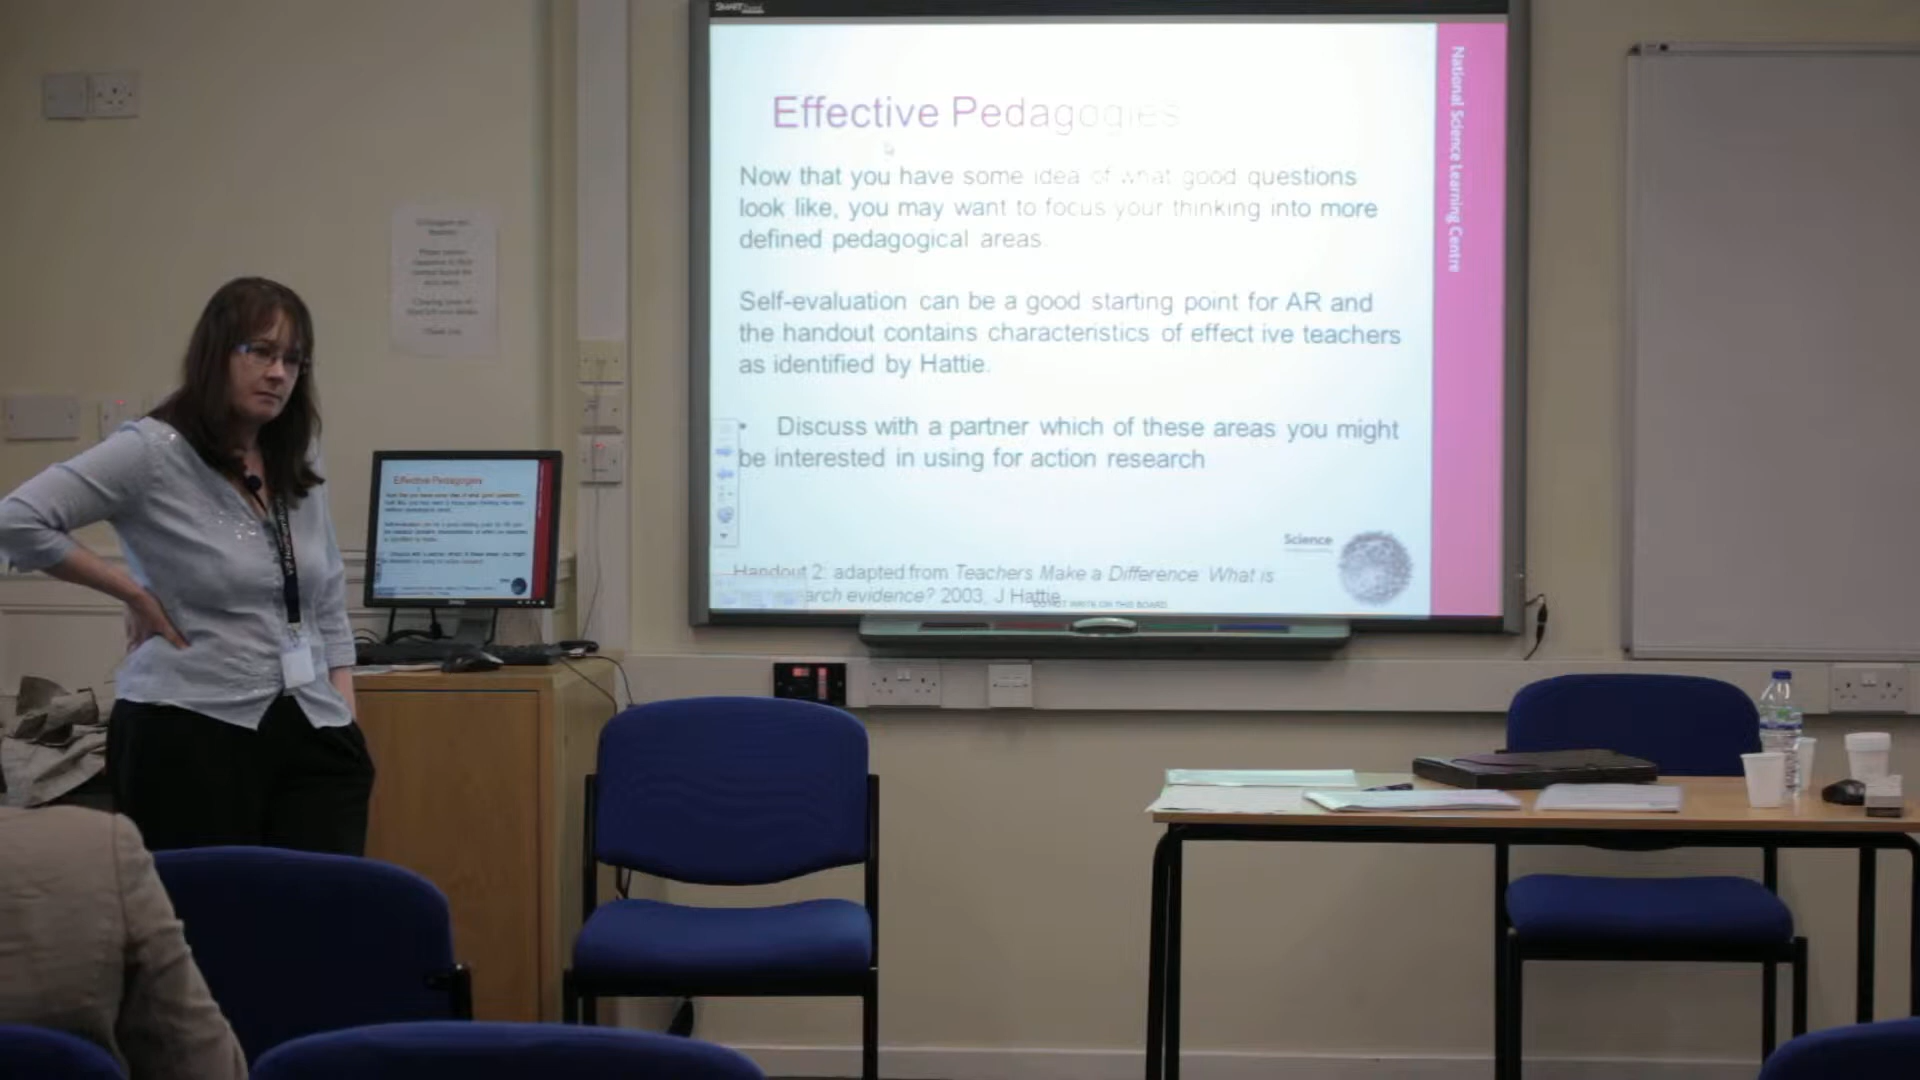 SMART
Effective Pedagogies
Now that you have some idea of what good questions
look like, you may want to focus your thinking into more
defined pedagogical areas.
Self-evaluation can be a good starting point for AR and
the handout contains characteristics of effect ive teachers
as identified by Hattie.
• Discuss with a partner which of these areas you might
be interested in using for action research
Science
Handout 2: adapted from Teachers Make a Difference What is
arch evidence? 2003, J Hattie
DO NOT WRITE ON THIS BOARD
National Science Learning Centre
Effective Pedagogies